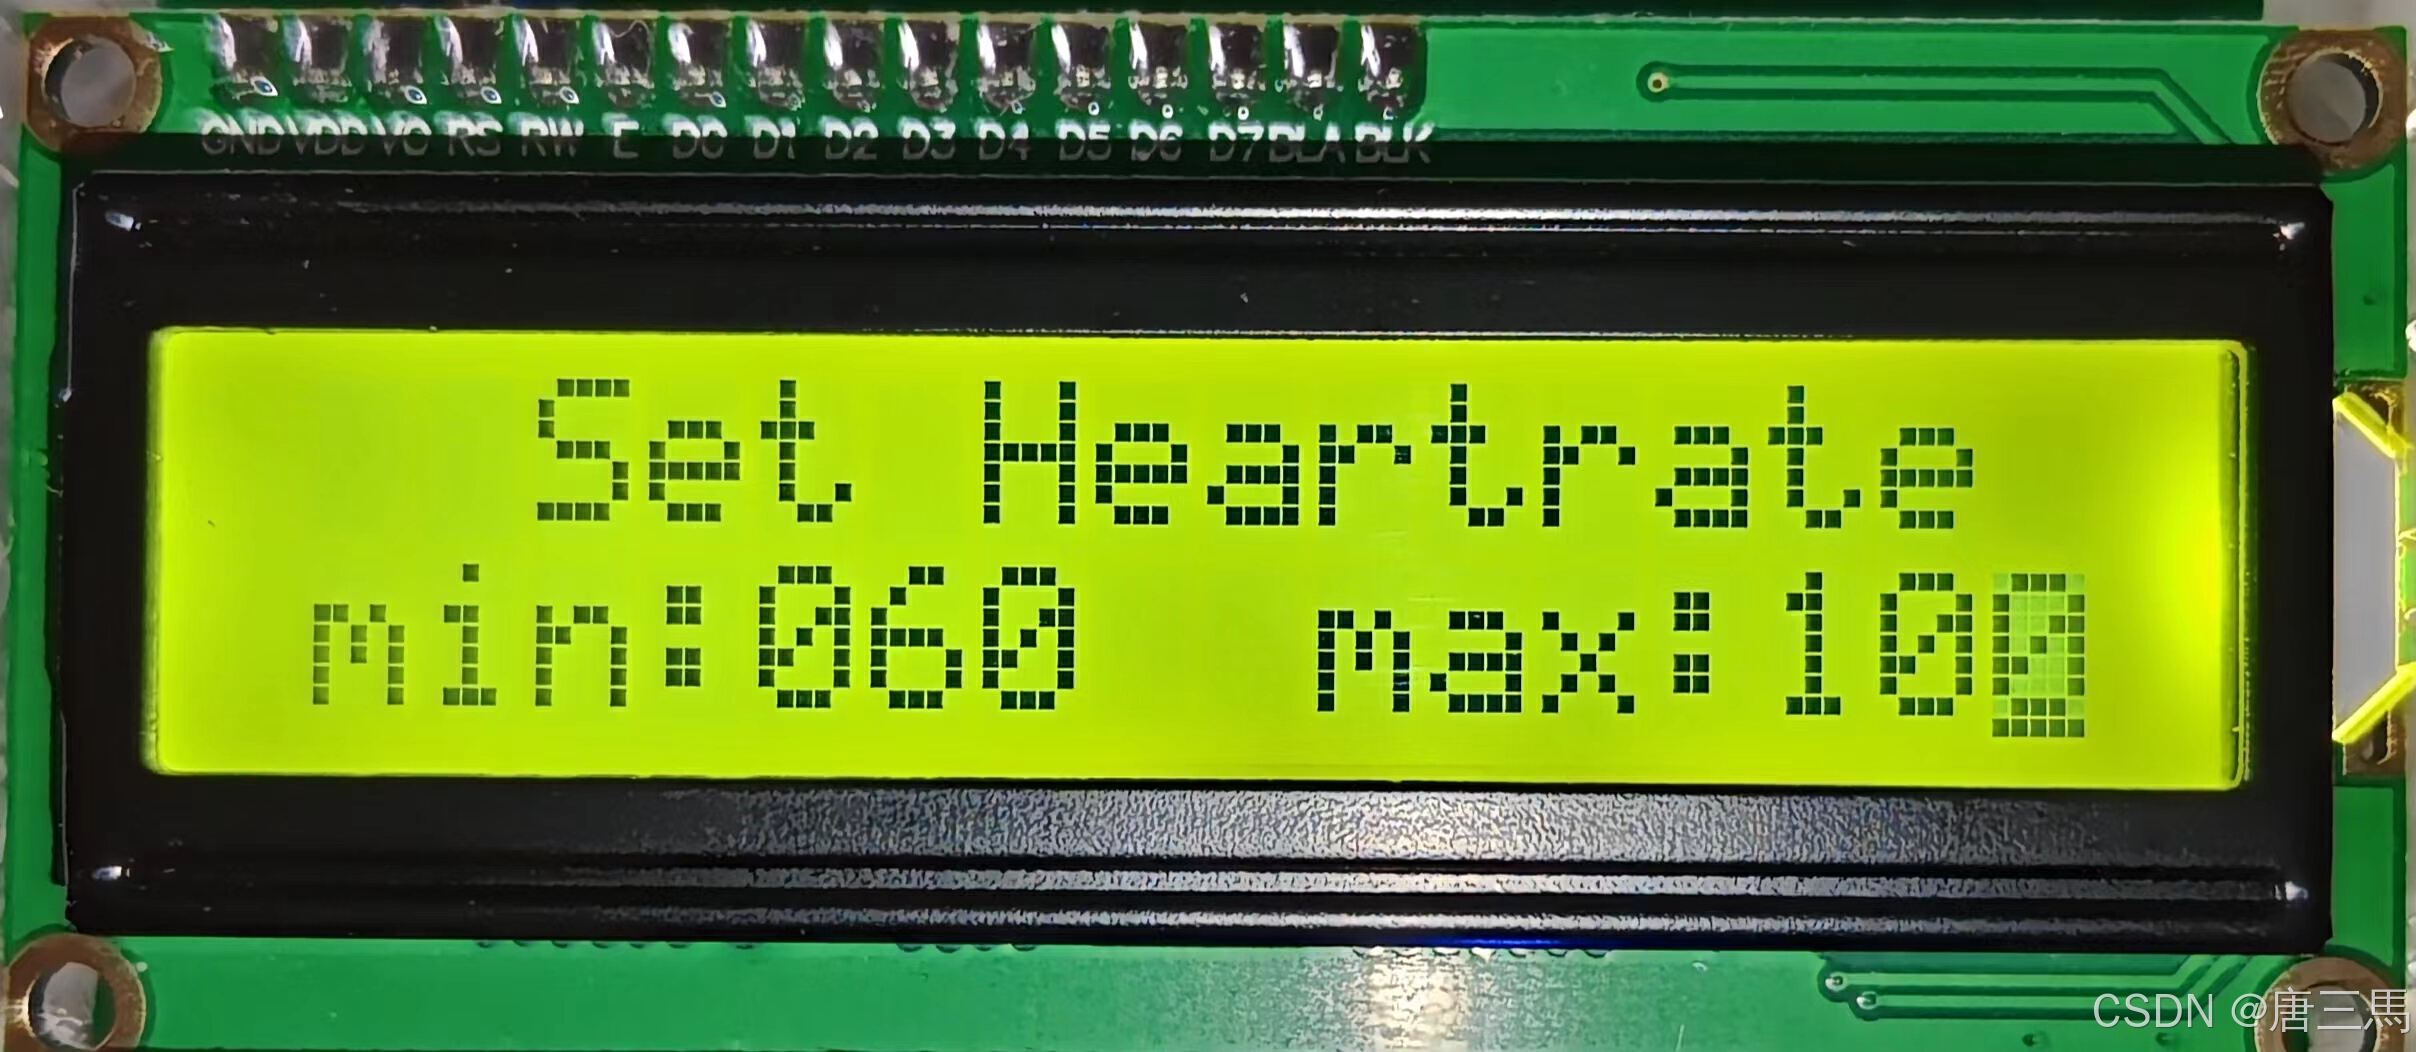 GND VDD VO RS RW E D0 D1 D2 D3 D4 D5 D6 D7 BLA BLK
Set Heartrate
min:060 max:100
CSDN @唐三馬